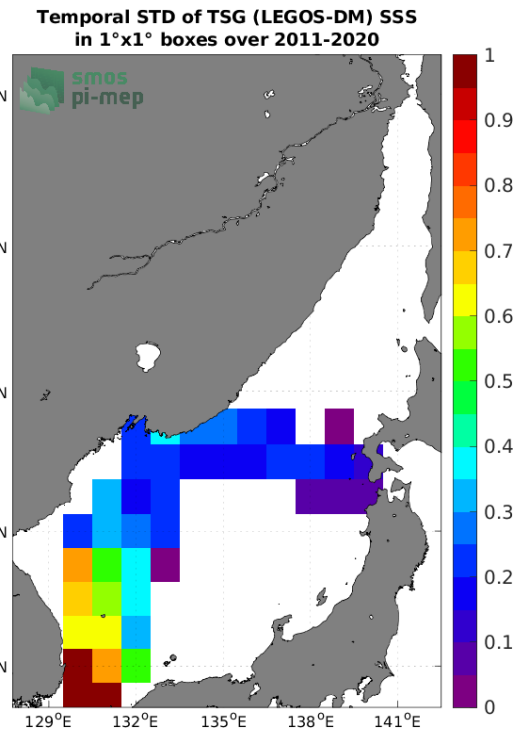 Temporal STD of TSG (LEGOS-DM) SSS
in 1°x1° boxes over 2011-2020
smos
pi-mep
N
N
N
N
N
1
0.9
0.8
0.7
0.6
0.5
0.4
0.3
0.2
0.1
0
129°E
132°E
135°E
138°E
141°E